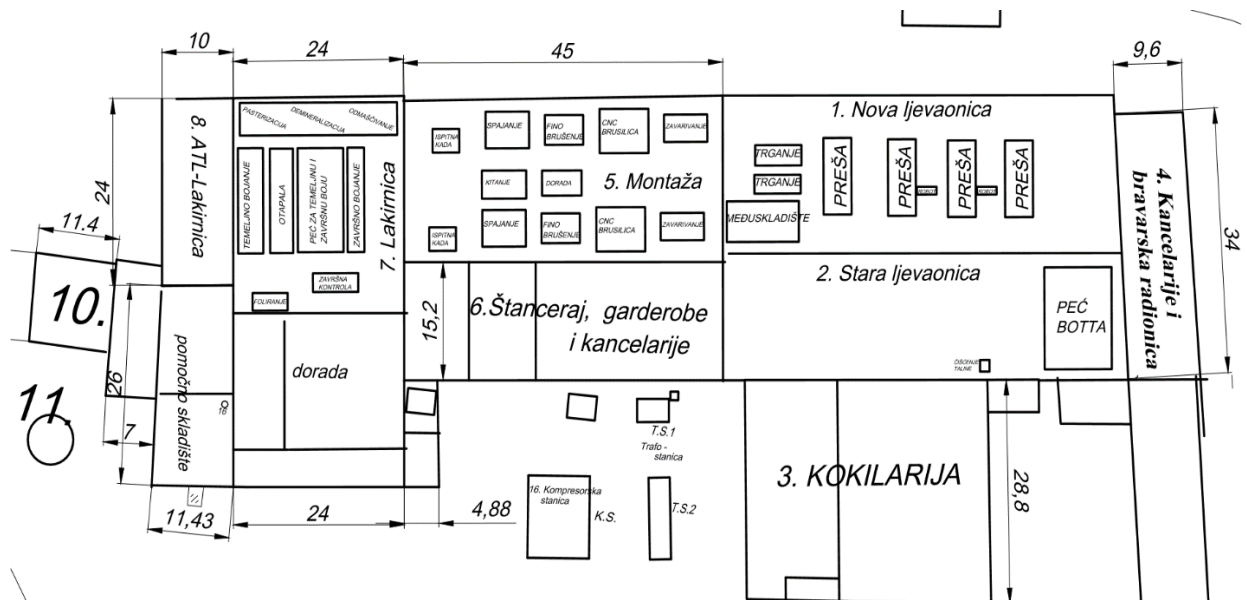 10
24
45
9,6
PASTERIZACIJA
DEMINERALIZACIJA
ODMAŠĆIVANJE
8. ATL-Lakirnica
24
TEMELJNO BOJANJE
OTAPALA
PEĆ ZA TEMELJNU I
ZAVRŠNU BOJU
ZAVRŠNO BOJANJE
7. Lakirnica
ZAVRŠNA
KONTROLA
FOLIRANJE
ISPITNA
KADA
SPAJANJE
FINO
BRUŠENJE
CNC
BRUSILICA
ZAVARIVANJE
KITANJE
DORADA
5. Montaža
ISPITNA
KADA
SPAJANJE
FINO
BRUŠENJE
CNC
BRUSILICA
ZAVARIVANJE
1. Nova ljevaonica
TRGANJE
TRGANJE
MEĐUSKLADIŠTE
PREŠA
PREŠA
ROBOT
PREŠA
ROBOT
PREŠA
4. Kancelarije i
bravarska radionica
34
2. Stara ljevaonica
PEĆ
BOTTA
ČIŠĆENJE
TALINE
11.4
10.
11.
26
7
pomoćno skladište
16
dorada
15,2
6.Štanceraj, garderobe
i kancelarije
T.S.1
Trafo -
stanica
16. Kompresorska
stanica
K.S.
T.S.2
3. KOKILARIJA
28,8
11,43
24
4,88